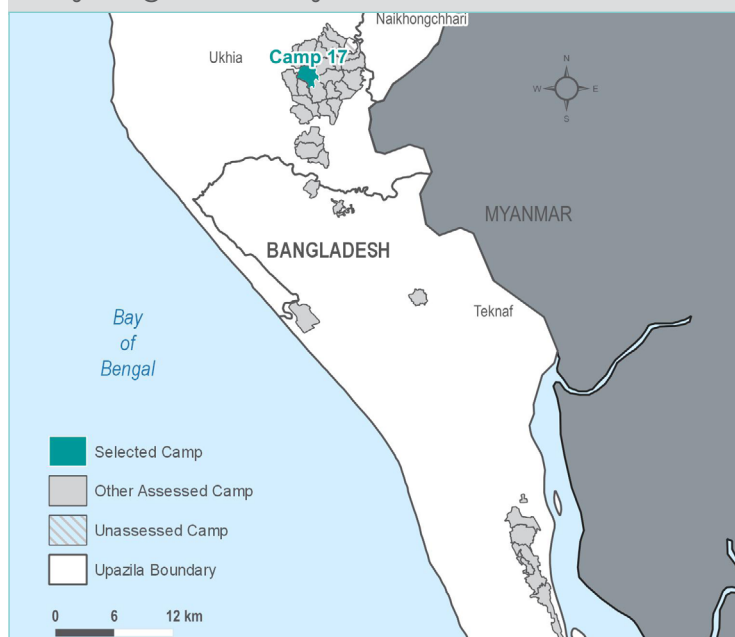 Naikhongchhari
Ukhia
Camp 17
N
W
E
S
MYANMAR
BANGLADESH
Teknaf
Bay
of
Bengal
Selected Camp
Other Assessed Camp
Unassessed Camp
Upazila Boundary
0 6 12 km